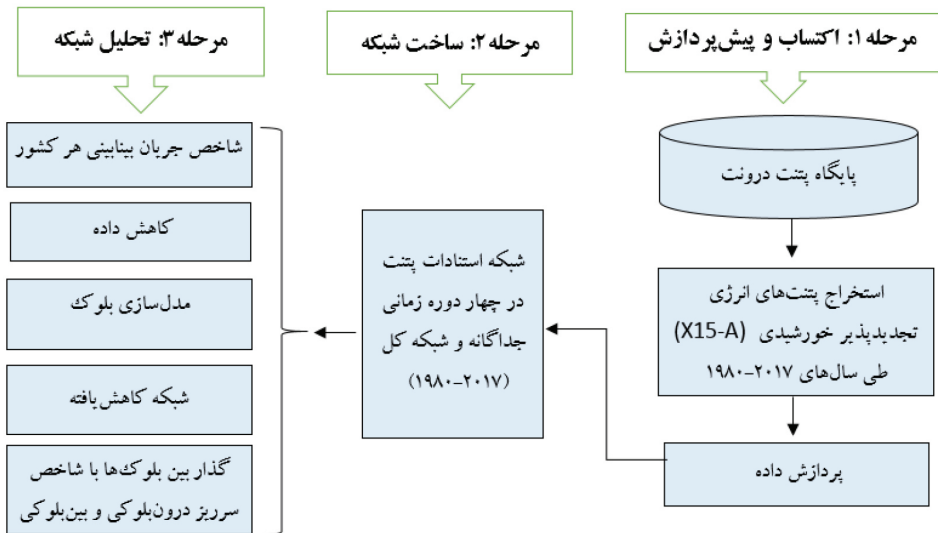 مرحله ۱: اکتساب و پیش‌پردازش
پایگاه پتنت درونت
استخراج پتنت‌های انرژی
تجدیدپذیر خورشیدی (X15-A)
طی سال‌های ۲۰۱۷-۱۹۸۰
پردازش داده
مرحله ۲: ساخت شبکه
شبکه استنادات پتنت
در چهار دوره زمانی
جداگانه و شبکه کل
(۲۰۱۷-۱۹۸۰)
مرحله ۳: تحلیل شبکه
شاخص جریان بینابینی هر کشور
کاهش داده
مدل‌سازی بلوک
شبکه کاهش‌یافته
گذار بین بلوک‌ها با شاخص
سرریز درون‌بلوکی و بین‌بلوکی